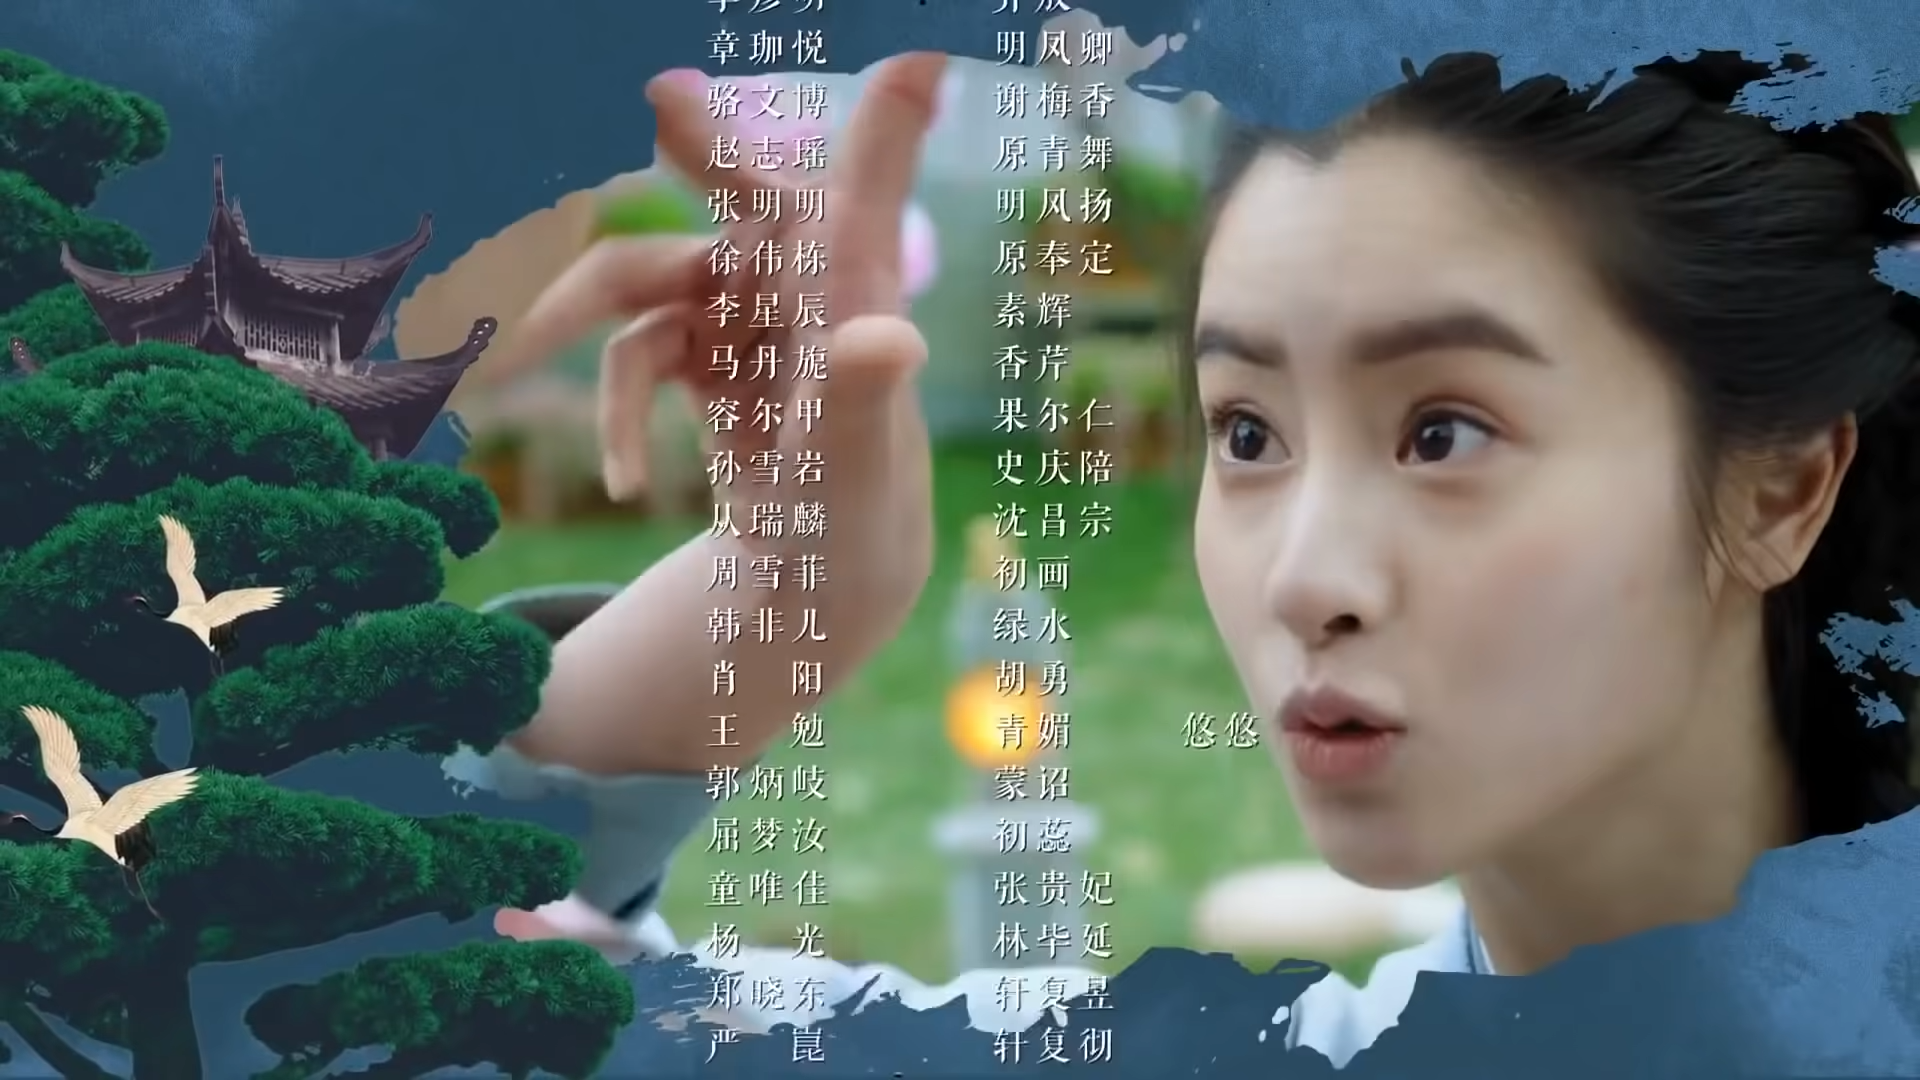 章珈悦 明凤卿
骆文博 谢梅香
赵志瑶 原青舞
张明明 明凤扬
徐伟栋 原奉定
李星辰 素辉
马丹旎 香芹
容尔甲 果尔仁
孙雪岩 史庆陪
从瑞麟 沈昌宗
周雪菲 初画
韩非儿 绿水
肖阳 胡勇
王勉 青媚 悠悠
郭炳岐 蒙诏
屈梦汝 初蕊
童唯佳 张贵妃
杨光 林毕延
郑晓东 轩复昱
严崑 轩复彻